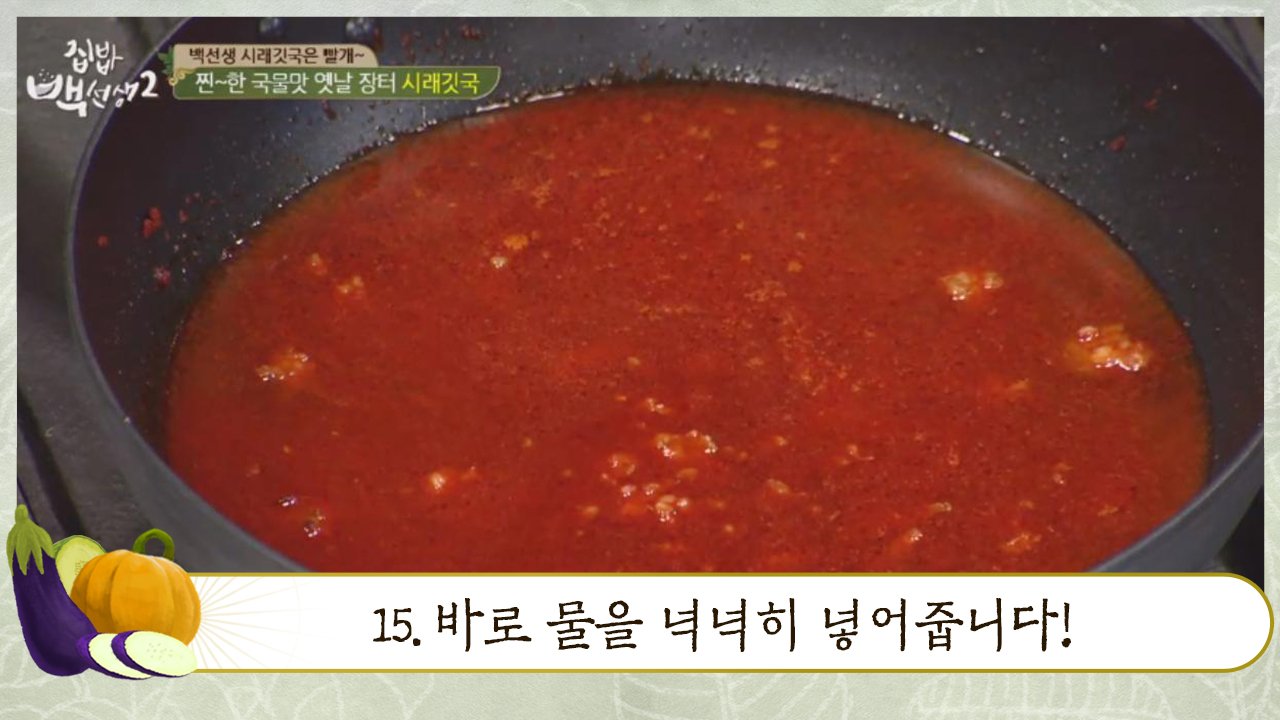 집밥
백선생2
백선생 시래깃국은 빨개~
찐~한 국물맛 옛날 장터 시래깃국
15. 바로 물을 넉넉히 넣어줍니다!